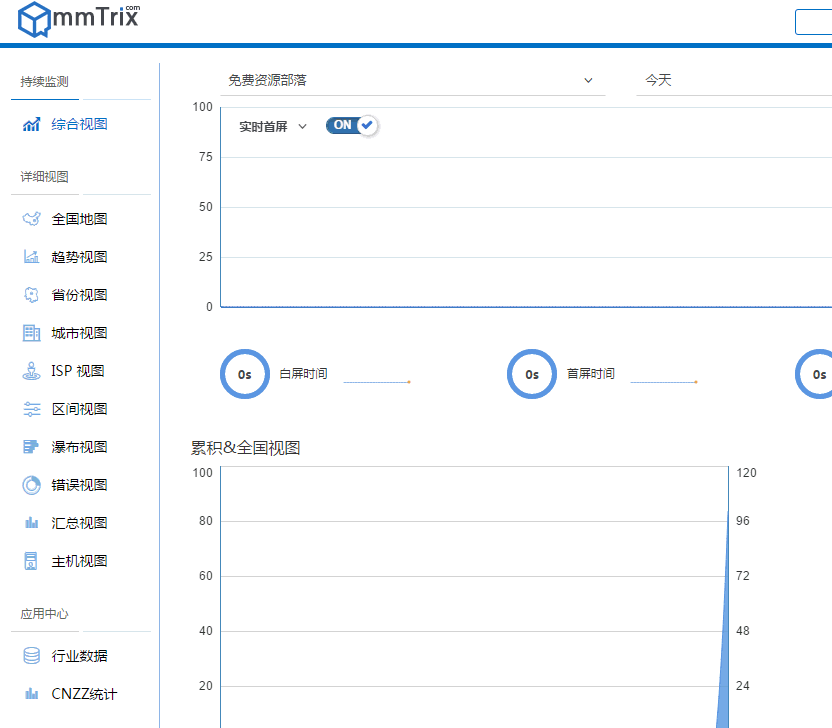 mmTrix.com
持续监测
综合视图
详细视图
全国地图
趋势视图
省份视图
城市视图
ISP 视图
区间视图
瀑布视图
错误视图
汇总视图
主机视图
应用中心
行业数据
CNZZ统计
免费资源部落
今天
实时首屏
ON
100
75
50
25
0
0s
白屏时间
0s
首屏时间
0s
累积&全国视图
100
80
60
40
20
120
96
72
48
24